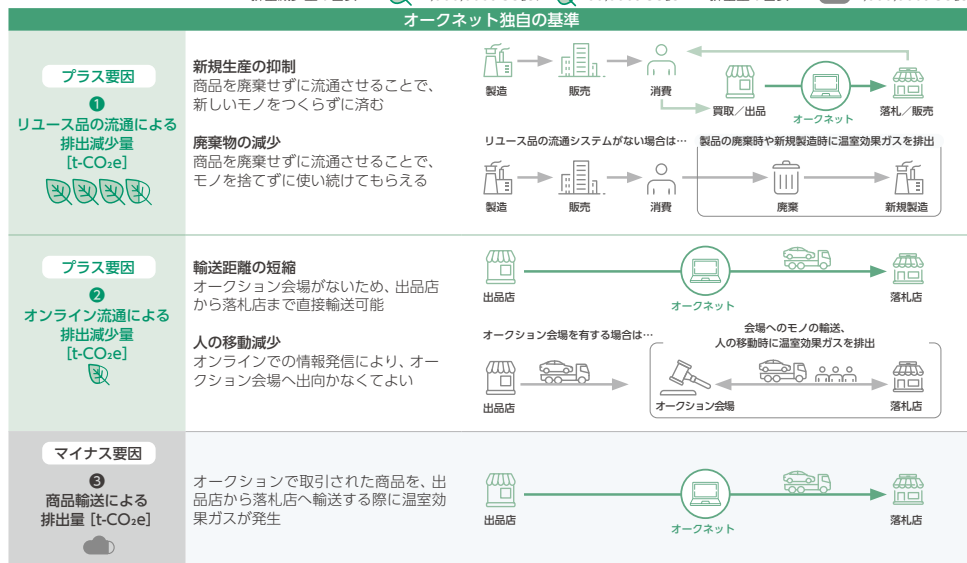 オークネット独自の基準
プラス要因
❶
リユース品の流通による
排出減少量
[t-CO₂e]
新規生産の抑制
商品を廃棄せずに流通させることで、
新しいモノをつくらずに済む
廃棄物の減少
商品を廃棄せずに流通させることで、
モノを捨てずに使い続けてもらえる
製造
販売
消費
買取/出品
オークネット
落札/販売
リユース品の流通システムがない場合は…
製品の廃棄時や新規製造時に温室効果ガスを排出
製造
販売
消費
廃棄
新規製造
プラス要因
❷
オンライン流通による
排出減少量
[t-CO₂e]
輸送距離の短縮
オークション会場がないため、出品店
から落札店まで直接輸送可能
人の移動減少
オンラインでの情報発信により、オー
クション会場へ出向かなくてよい
出品店
オークネット
落札店
オークション会場を有する場合は…
会場へのモノの輸送、
人の移動時に温室効果ガスを排出
出品店
オークション会場
落札店
マイナス要因
❸
商品輸送による
排出量 [t-CO₂e]
オークションで取引された商品を、出
品店から落札店へ輸送する際に温室効
果ガスが発生
出品店
オークネット
落札店